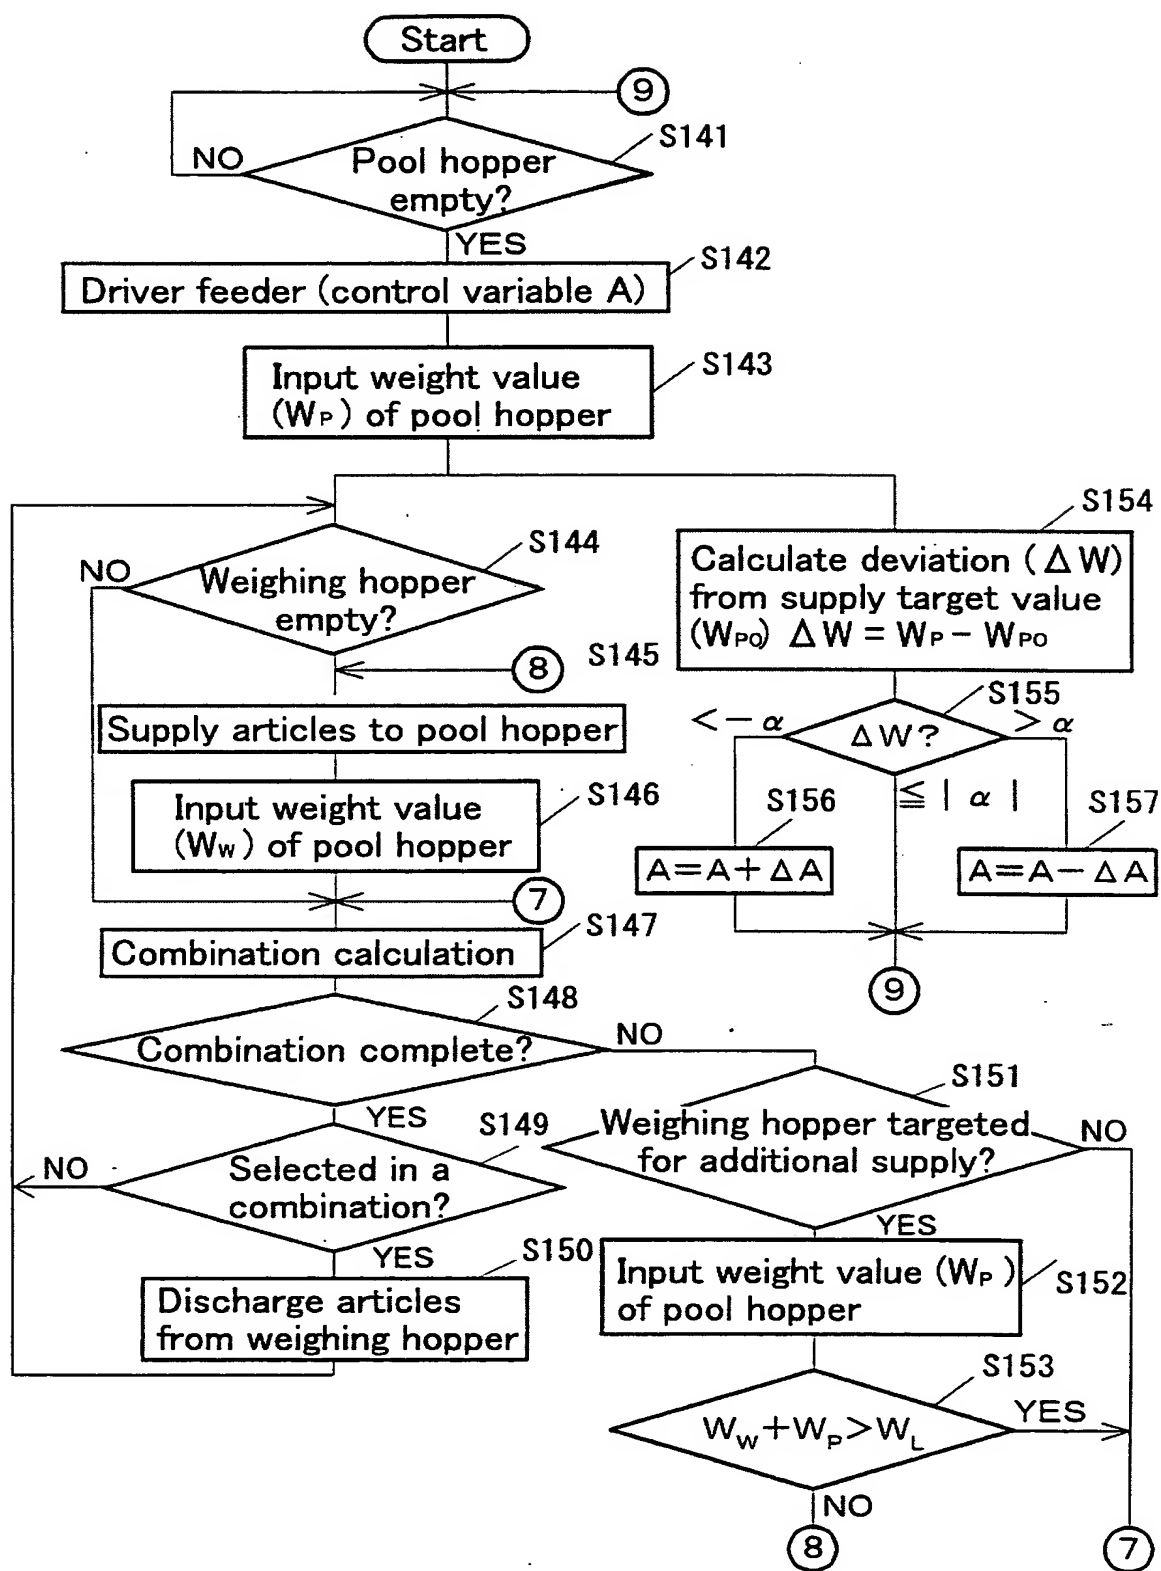 Start
9
S141
NO
Pool hopper
empty?
YES
S142
Driver feeder (control variable A)
S143
Input weight value
(WP) of pool hopper
S144
NO
Weighing hopper
empty?
8
S145
Supply articles to pool hopper
S146
Input weight value
(WW) of pool hopper
7
S147
Combination calculation
S148
Combination complete?
NO
YES
S149
NO
Selected in a
combination?
YES
S150
Discharge articles
from weighing hopper
S154
Calculate deviation (ΔW)
from supply target value
(WPO) ΔW = WP − WPO
S155
< − α
ΔW?
> α
≦ | α |
S156
S157
A=A+ΔA
A=A−ΔA
9
S151
Weighing hopper targeted
for additional supply?
NO
YES
Input weight value (WP)
of pool hopper
S152
S153
WW+WP>WL
YES
NO
8
7